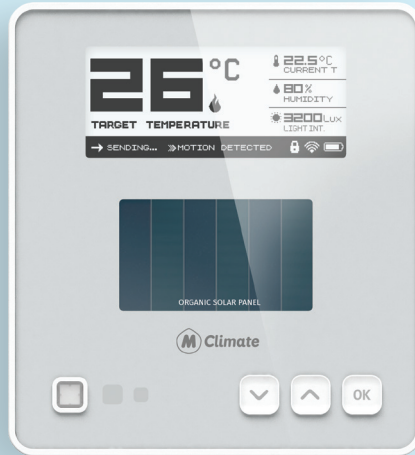 26°C
TARGET TEMPERATURE
22.5°C
CURRENT T
80%
HUMIDITY
3200Lux
LIGHT INT.
→ SENDING... »MOTION DETECTED
ORGANIC SOLAR PANEL
M Climate
OK